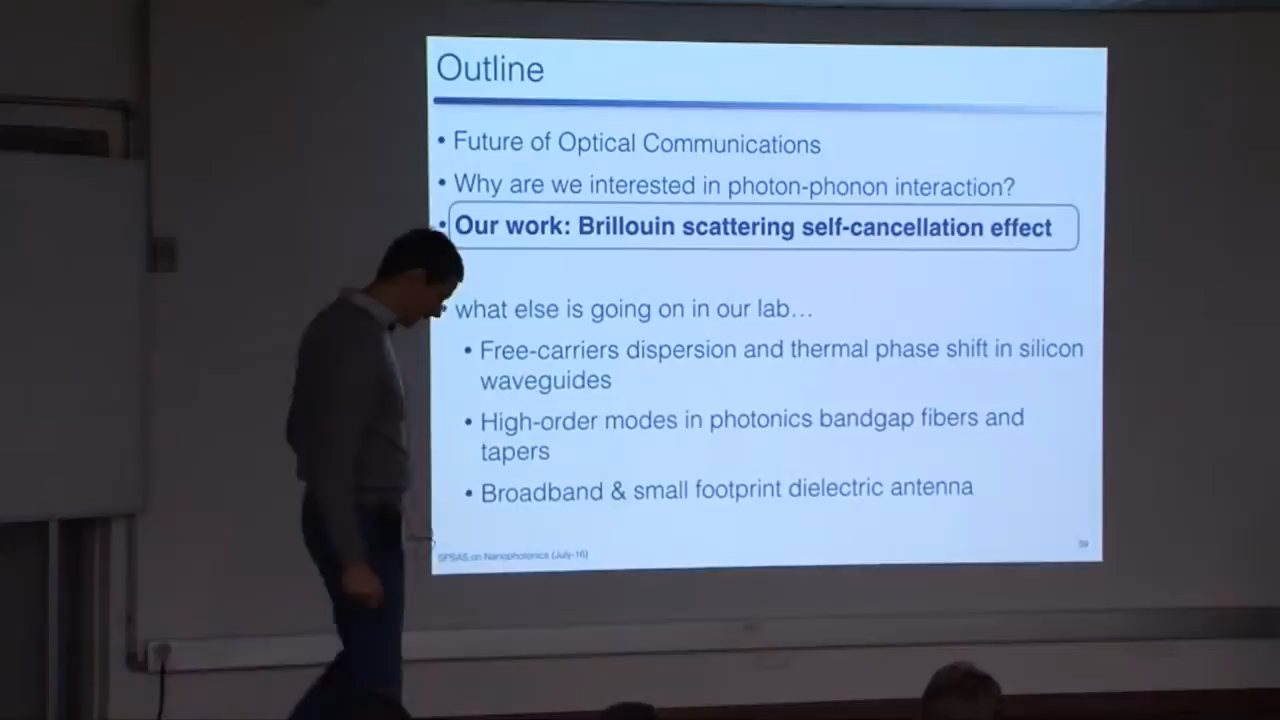 Outline
• Future of Optical Communications
• Why are we interested in photon-phonon interaction?
• Our work: Brillouin scattering self-cancellation effect
• what else is going on in our lab…
• Free-carriers dispersion and thermal phase shift in silicon
waveguides
• High-order modes in photonics bandgap fibers and
tapers
• Broadband & small footprint dielectric antenna
SPSAS on Nanophotonics (July-16)